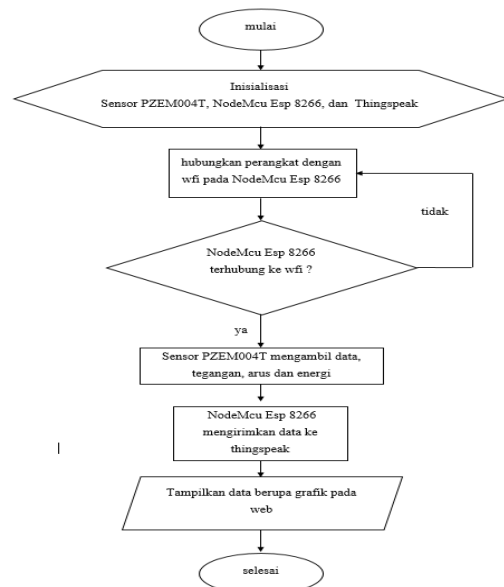 mulai
Inisialisasi
Sensor PZEM004T, NodeMcu Esp 8266, dan Thingspeak
hubungkan perangkat dengan
wfi pada NodeMcu Esp 8266
tidak
NodeMcu Esp 8266
terhubung ke wfi ?
ya
Sensor PZEM004T mengambil data,
tegangan, arus dan energi
NodeMcu Esp 8266
mengirimkan data ke
thingspeak
Tampilkan data berupa grafik pada
web
selesai